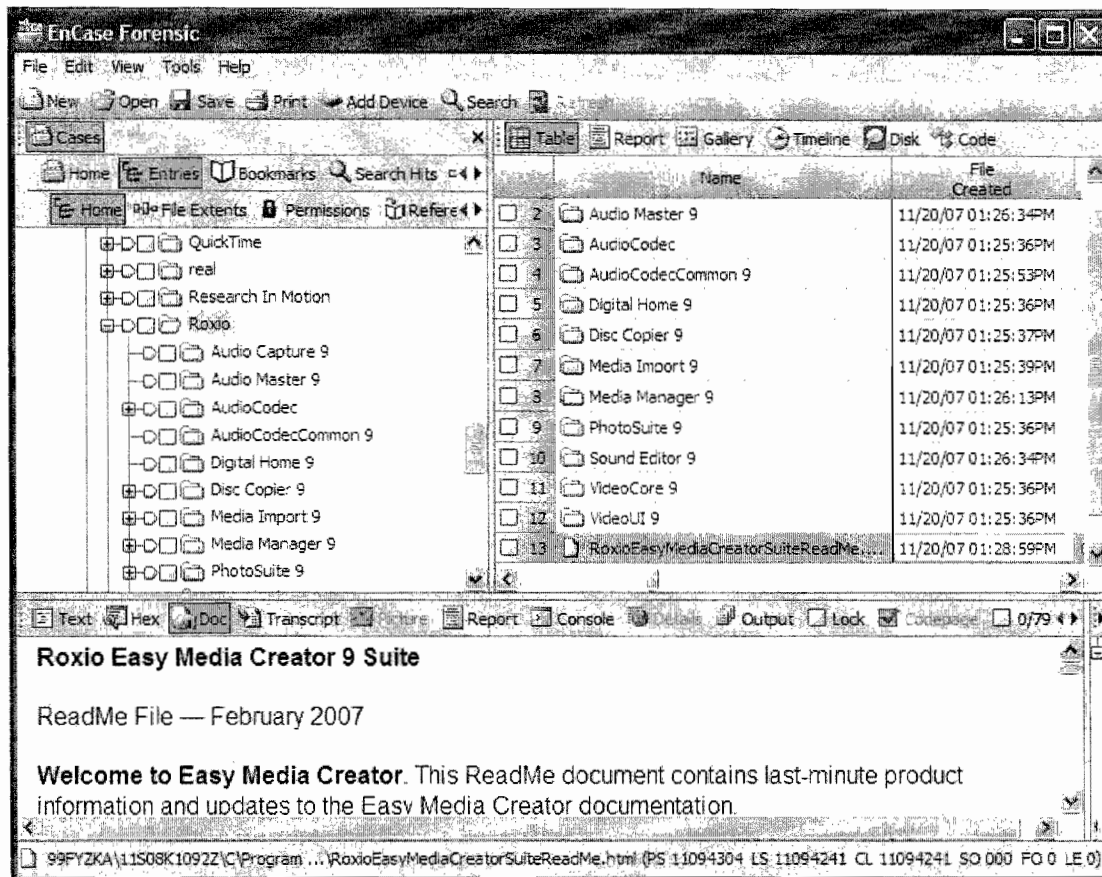 EnCase Forensic
File Edit View Tools Help
New Open Save Print Add Device Search
Cases
Home Entries Bookmarks Search Hits
Home File Extents Permissions Refere
QuickTime
real
Research In Motion
Roxio
Audio Capture 9
Audio Master 9
AudioCodec
AudioCodecCommon 9
Digital Home 9
Disc Copier 9
Media Import 9
Media Manager 9
PhotoSuite 9
Table Report Gallery Timeline Disk Code
Name File Created
2 Audio Master 9 11/20/07 01:26:34PM
3 AudioCodec 11/20/07 01:25:36PM
4 AudioCodecCommon 9 11/20/07 01:25:53PM
5 Digital Home 9 11/20/07 01:25:36PM
6 Disc Copier 9 11/20/07 01:25:37PM
7 Media Import 9 11/20/07 01:25:39PM
8 Media Manager 9 11/20/07 01:26:13PM
9 PhotoSuite 9 11/20/07 01:25:36PM
10 Sound Editor 9 11/20/07 01:26:34PM
11 VideoCore 9 11/20/07 01:25:36PM
12 VideoUI 9 11/20/07 01:25:36PM
13 RoxioEasyMediaCreatorSuiteReadMe.... 11/20/07 01:28:59PM
Text Hex Doc Transcript Picture Report Console Details Output Lock Codepage 0/79
Roxio Easy Media Creator 9 Suite
ReadMe File — February 2007
Welcome to Easy Media Creator. This ReadMe document contains last-minute product
information and updates to the Easy Media Creator documentation.
99FYZKA\11S08K1092Z\C\Program ...\RoxioEasyMediaCreatorSuiteReadMe.html (PS 11094304 LS 11094241 CL 11094241 SO 000 FO 0 LE 0)